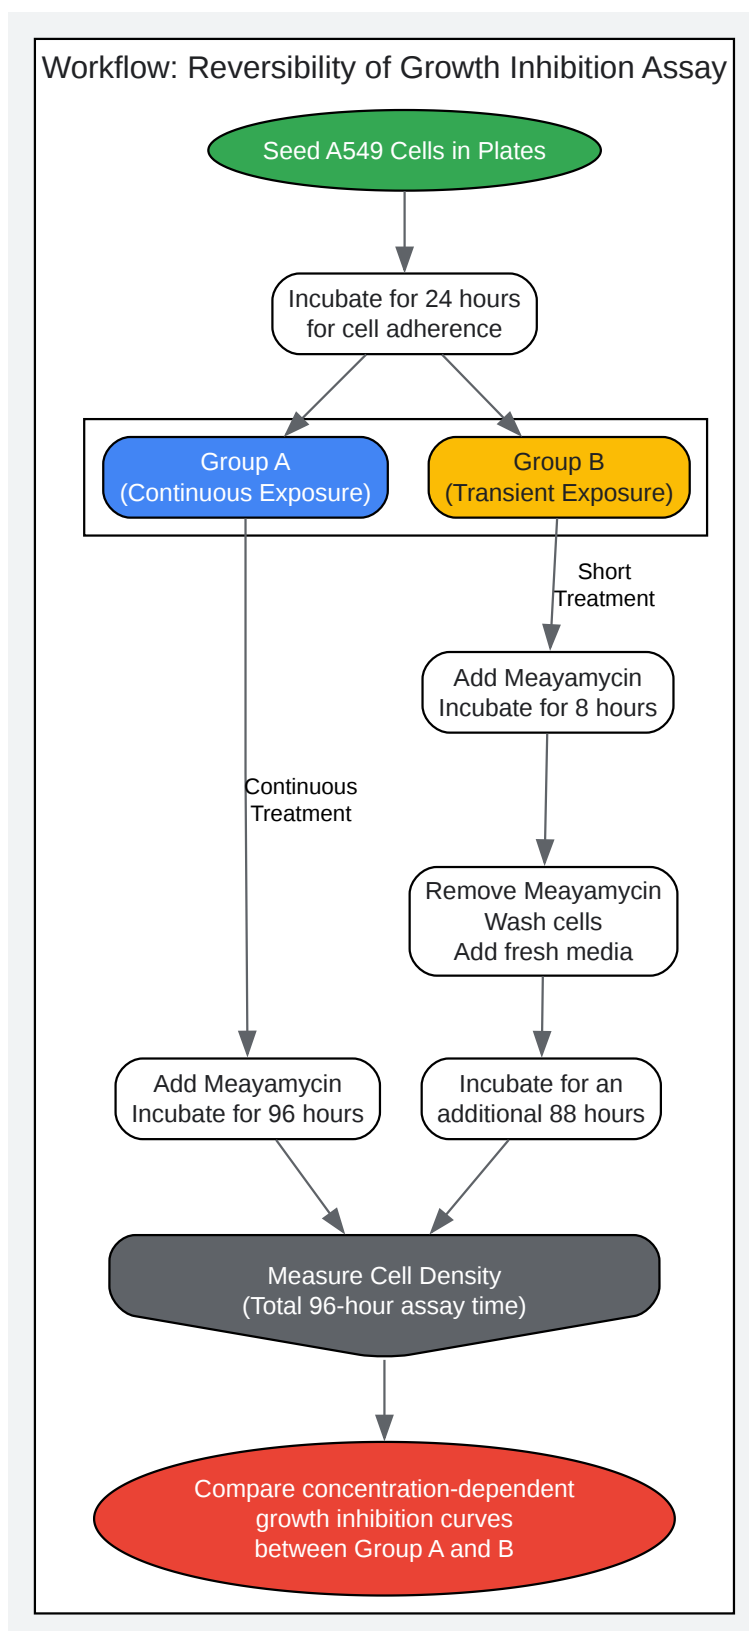 Workflow: Reversibility of Growth Inhibition Assay
Seed A549 Cells in Plates
Incubate for 24 hours
for cell adherence
Group A
(Continuous Exposure)
Group B
(Transient Exposure)
Short
Treatment
Add Meayamycin
Incubate for 8 hours
Continuous
Treatment
Remove Meayamycin
Wash cells
Add fresh media
Add Meayamycin
Incubate for 96 hours
Incubate for an
additional 88 hours
Measure Cell Density
(Total 96-hour assay time)
Compare concentration-dependent
growth inhibition curves
between Group A and B